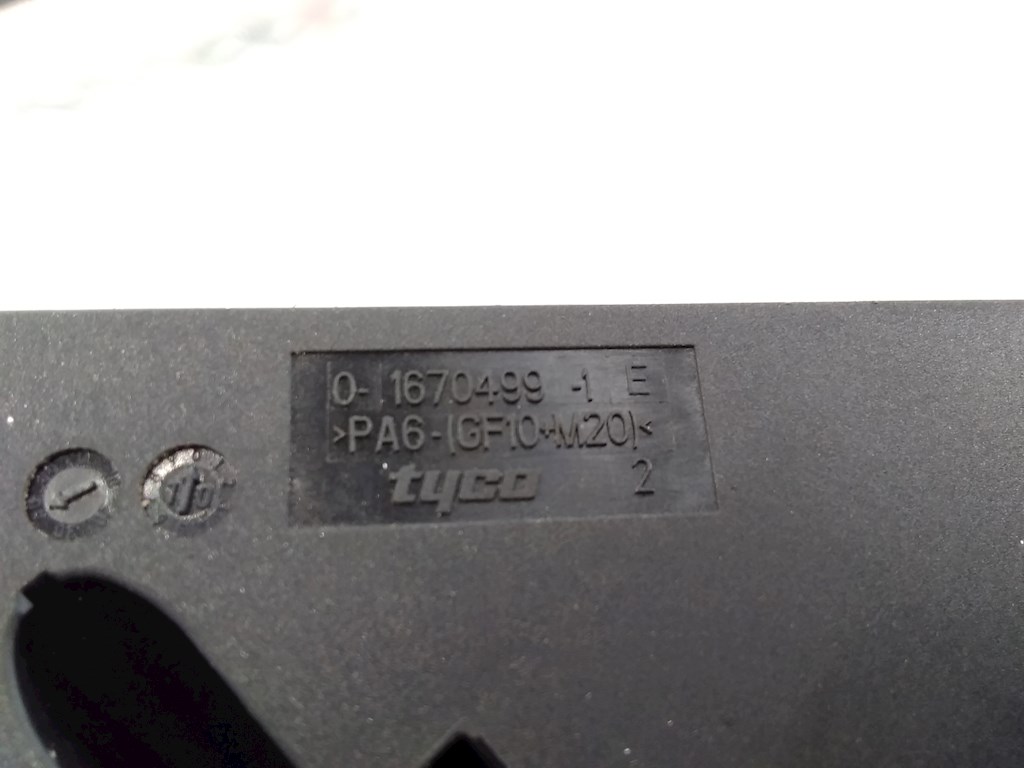 0- 1670499 -1 E
>PA6-(GF10+M20)<
tyco 2